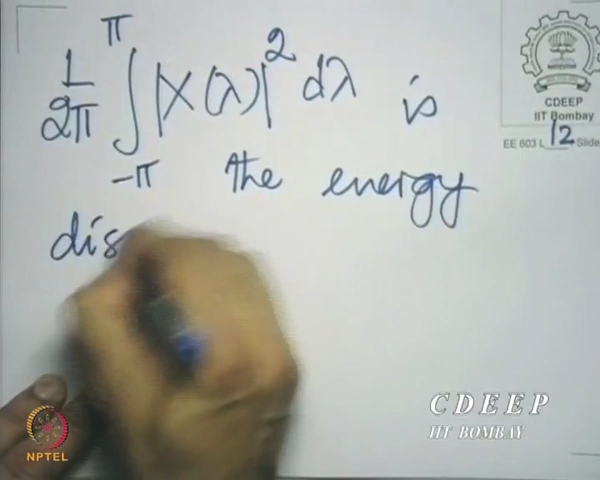 1/2π ∫_{-π}^{π} |X(λ)|² dλ is
the energy
dis
CDEEP
IIT Bombay
EE 603 L 12 Slide
CDEEP
IIT BOMBAY
NPTEL